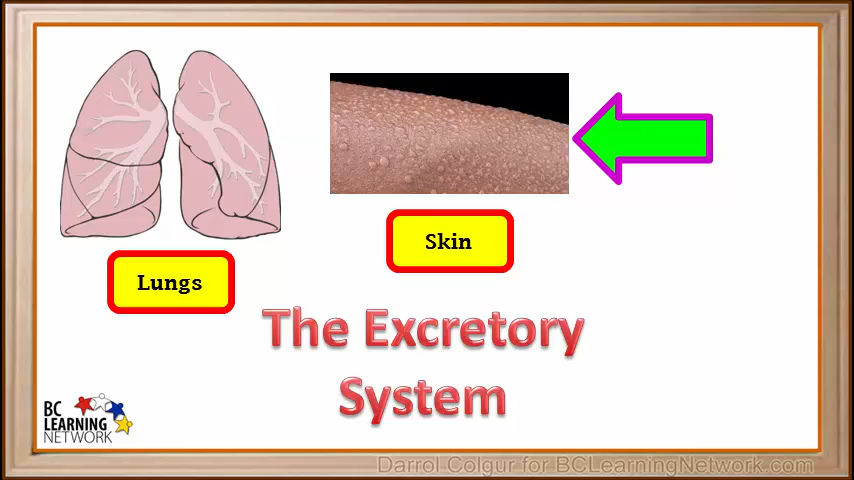 Skin
Lungs
The Excretory
System
BC
LEARNING
NETWORK
Darrol Colgur for BCLearningNetwork.com